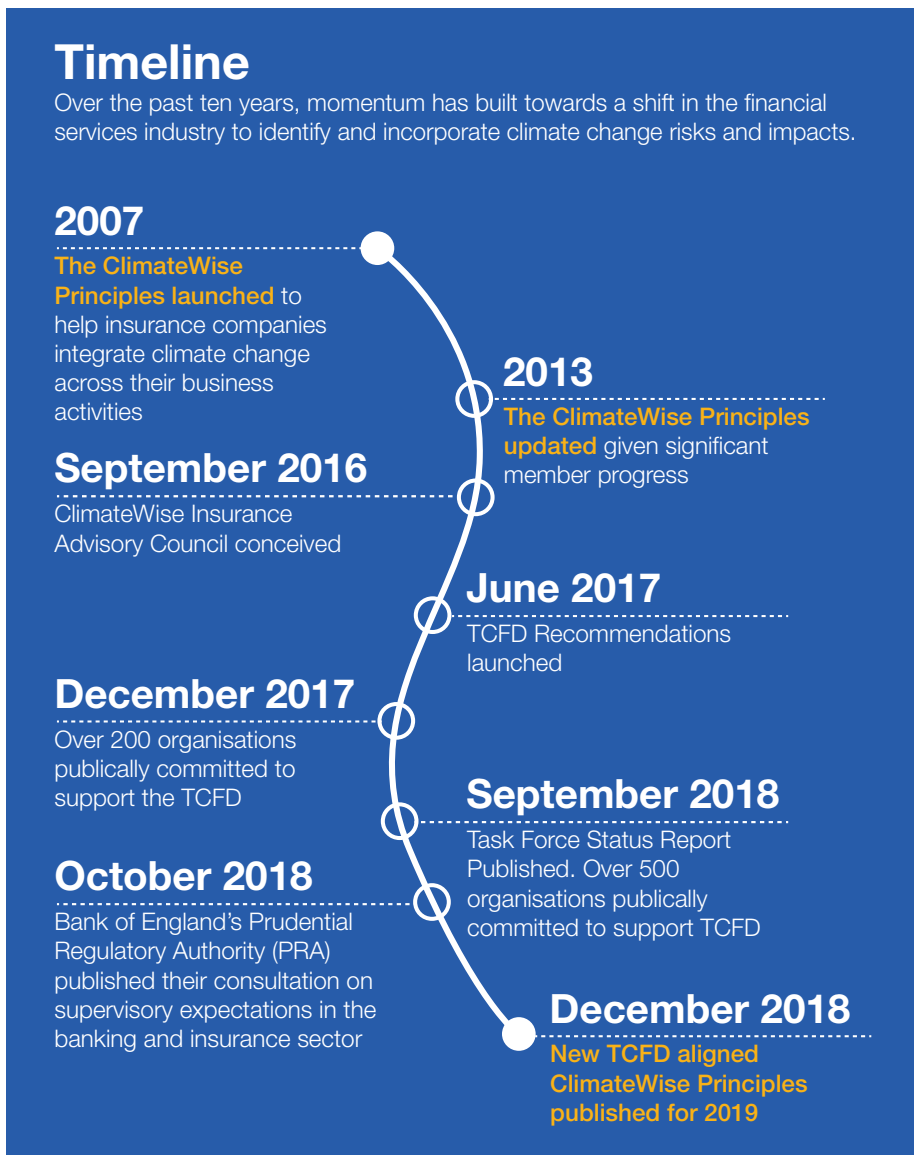 Timeline
Over the past ten years, momentum has built towards a shift in the financial
services industry to identify and incorporate climate change risks and impacts.
2007
The ClimateWise
Principles launched to
help insurance companies
integrate climate change
across their business
activities
2013
The ClimateWise Principles
updated given significant
member progress
September 2016
ClimateWise Insurance
Advisory Council conceived
June 2017
TCFD Recommendations
launched
December 2017
Over 200 organisations
publically committed to
support the TCFD
September 2018
Task Force Status Report
Published. Over 500
organisations publically
committed to support TCFD
October 2018
Bank of England’s Prudential
Regulatory Authority (PRA)
published their consultation on
supervisory expectations in the
banking and insurance sector
December 2018
New TCFD aligned
ClimateWise Principles
published for 2019